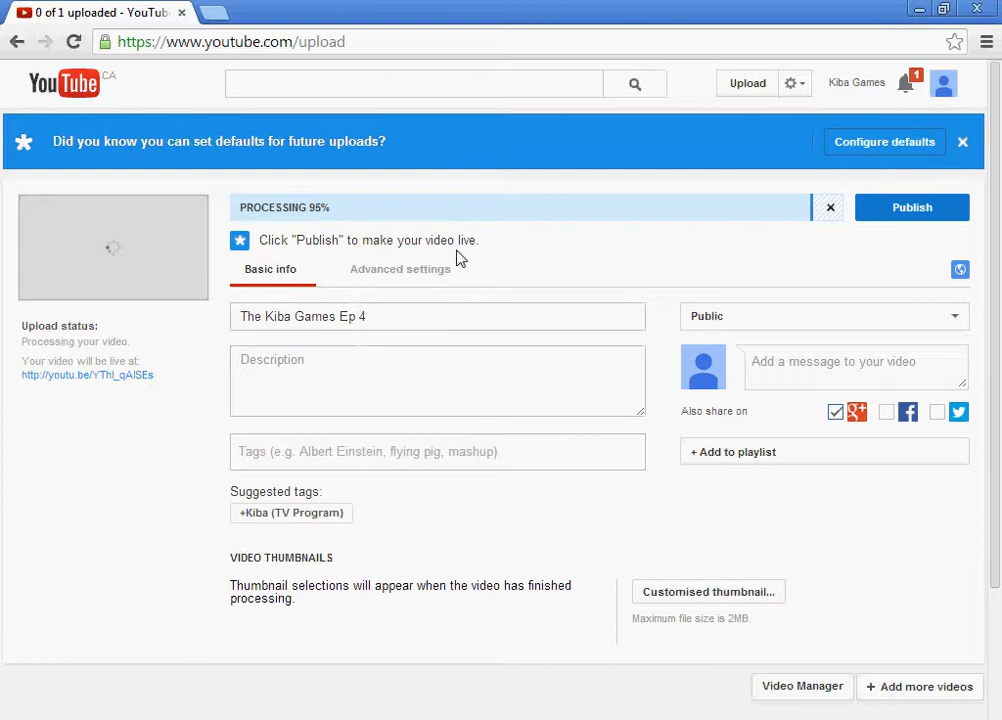 0 of 1 uploaded - YouTub
https://www.youtube.com/upload
YouTube CA
Upload
Kiba Games
1
Did you know you can set defaults for future uploads?
Configure defaults
PROCESSING 95%
Publish
Click "Publish" to make your video live.
Basic info
Advanced settings
Upload status:
Processing your video.
Your video will be live at:
http://youtu.be/YThl_qAlSEs
The Kiba Games Ep 4
Public
Description
Add a message to your video
Also share on
g+
f
Tags (e.g. Albert Einstein, flying pig, mashup)
+ Add to playlist
Suggested tags:
+Kiba (TV Program)
VIDEO THUMBNAILS
Thumbnail selections will appear when the video has finished
processing.
Customised thumbnail...
Maximum file size is 2MB.
Video Manager
+ Add more videos